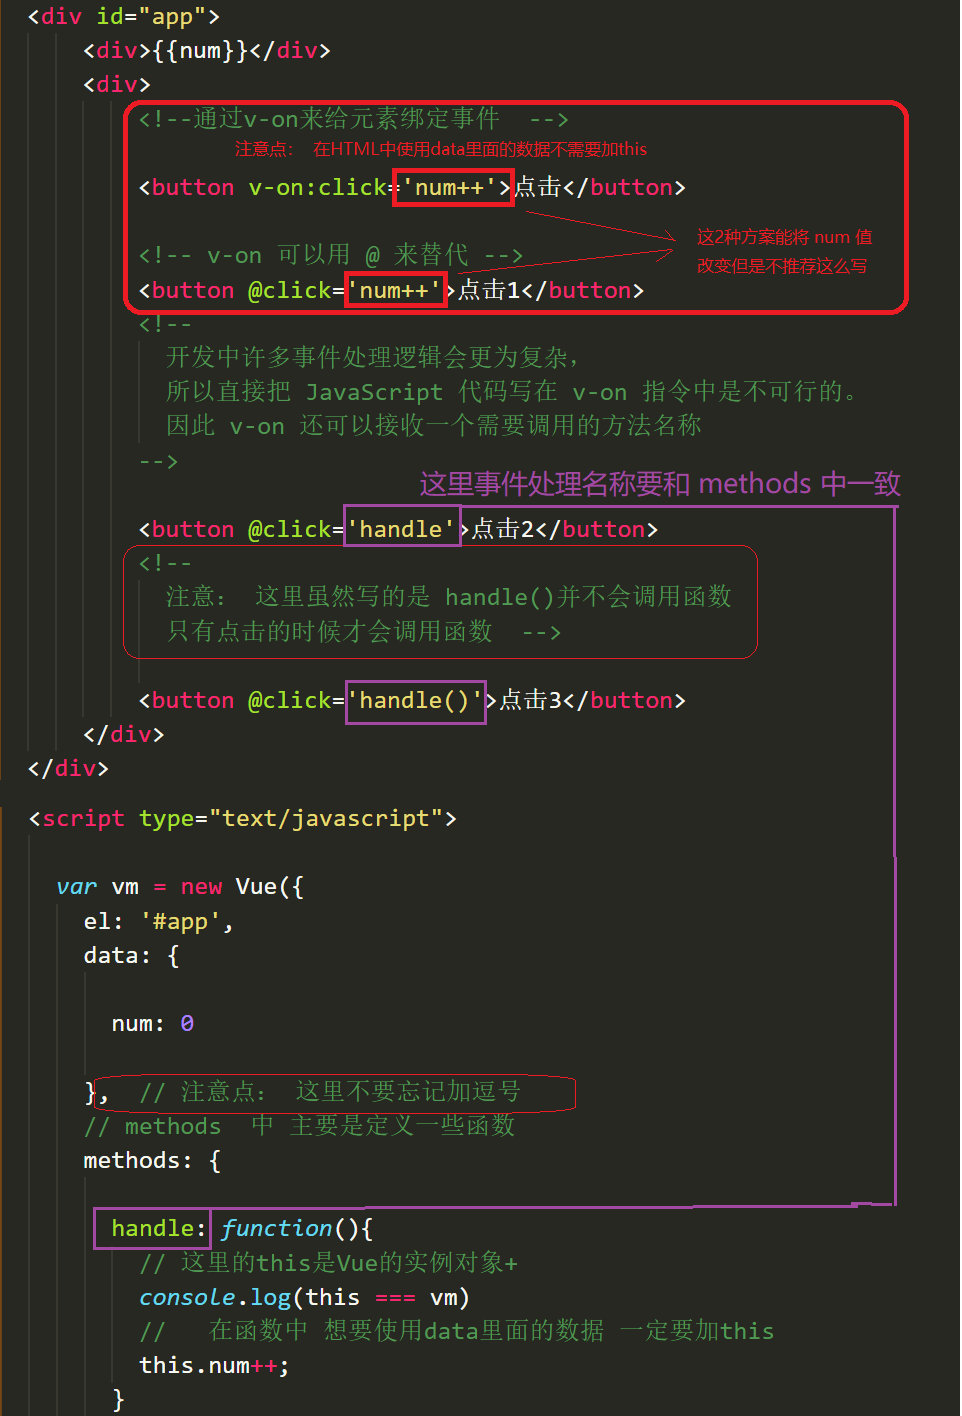 <div id="app">
<div>{{num}}</div>
<div>
<!--通过v-on来给元素绑定事件 -->
注意点： 在HTML中使用data里面的数据不需要加this
<button v-on:click='num++'>点击</button>
这2种方案能将 num 值
改变但是不推荐这么写
<!-- v-on 可以用 @ 来替代 -->
<button @click='num++'>点击1</button>
<!--
开发中许多事件处理逻辑会更为复杂，
所以直接把 JavaScript 代码写在 v-on 指令中是不可行的。
因此 v-on 还可以接收一个需要调用的方法名称
-->
这里事件处理名称要和 methods 中一致
<button @click='handle'>点击2</button>
<!--
注意： 这里虽然写的是 handle()并不会调用函数
只有点击的时候才会调用函数 -->
<button @click='handle()'>点击3</button>
</div>
</div>
<script type="text/javascript">
var vm = new Vue({
el: '#app',
data: {
num: 0
}, // 注意点： 这里不要忘记加逗号
// methods 中 主要是定义一些函数
methods: {
handle: function(){
// 这里的this是Vue的实例对象+
console.log(this === vm)
// 在函数中 想要使用data里面的数据 一定要加this
this.num++;
}